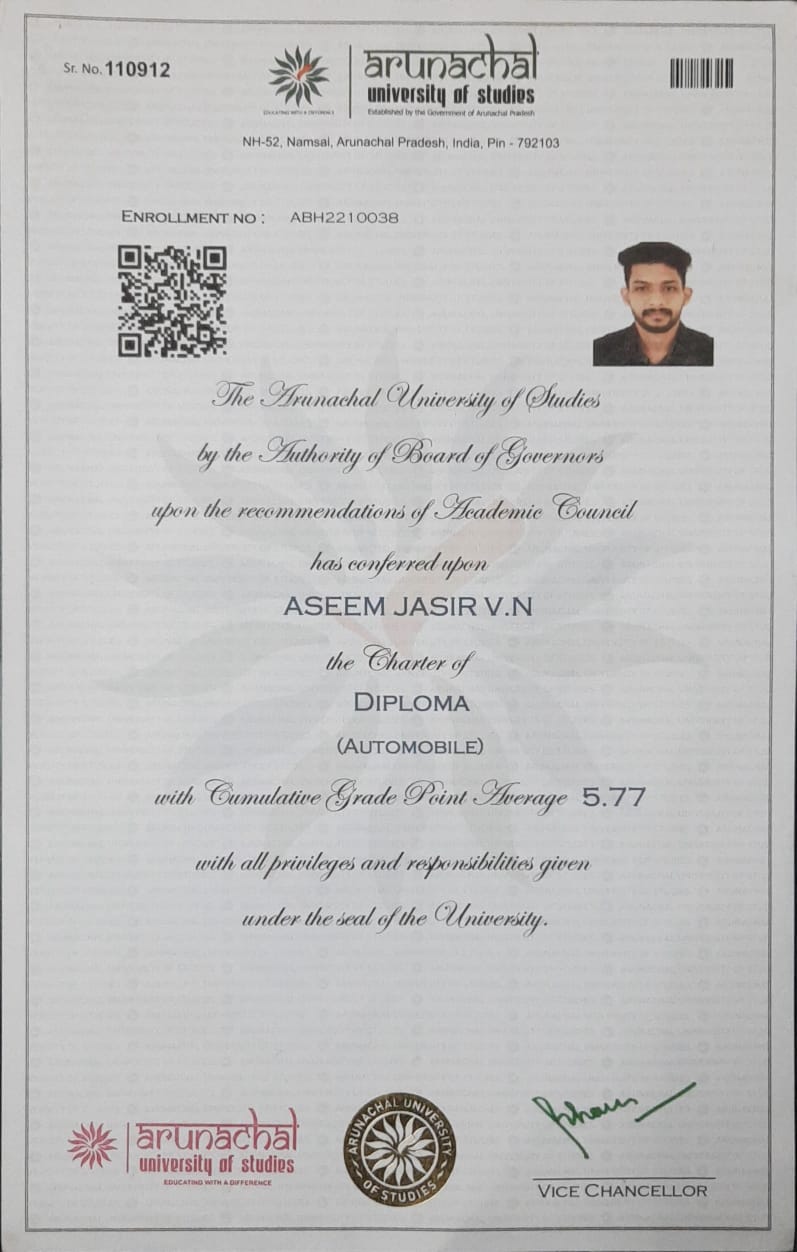 Sr. No. 110912
arunachal
university of studies
EDUCATING WITH A DIFFERENCE
Established by the Government of Arunachal Pradesh
NH-52, Namsai, Arunachal Pradesh, India, Pin - 792103
ENROLLMENT NO : ABH2210038
The Arunachal University of Studies
by the Authority of Board of Governors
upon the recommendations of Academic Council
has conferred upon
ASEEM JASIR V.N
the Charter of
DIPLOMA
(AUTOMOBILE)
with Cumulative Grade Point Average 5.77
with all privileges and responsibilities given
under the seal of the University.
arunachal
university of studies
EDUCATING WITH A DIFFERENCE
ARUNACHAL UNIVERSITY
OF STUDIES
VICE CHANCELLOR